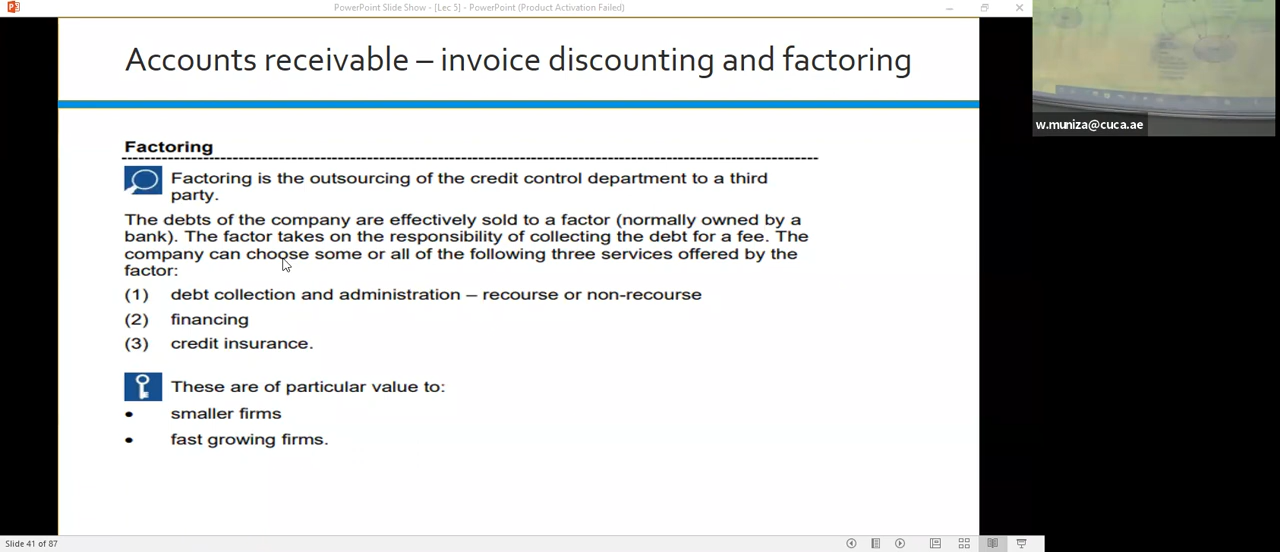 PowerPoint Slide Show - [Lec 3] - PowerPoint (Product Activation Failed)
Accounts receivable – invoice discounting and factoring
w.muniza@cuca.ae
Factoring
Factoring is the outsourcing of the credit control department to a third
party.
The debts of the company are effectively sold to a factor (normally owned by a
bank). The factor takes on the responsibility of collecting the debt for a fee. The
company can choose some or all of the following three services offered by the
factor:
(1) debt collection and administration – recourse or non-recourse
(2) financing
(3) credit insurance.
These are of particular value to:
• smaller firms
• fast growing firms.
Slide 41 of 87